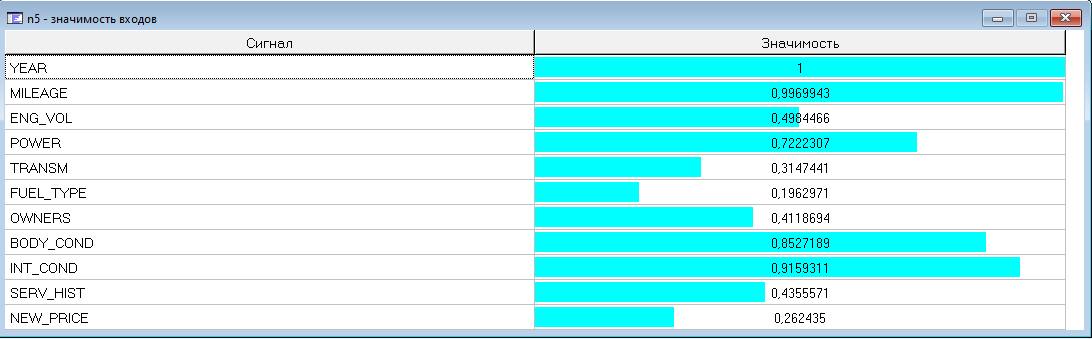 n5 - значимость входов
Сигнал Значимость
YEAR 1
MILEAGE 0,9969943
ENG_VOL 0,4984466
POWER 0,7222307
TRANSM 0,3147441
FUEL_TYPE 0,1962971
OWNERS 0,4118694
BODY_COND 0,8527189
INT_COND 0,9159311
SERV_HIST 0,4355571
NEW_PRICE 0,262435